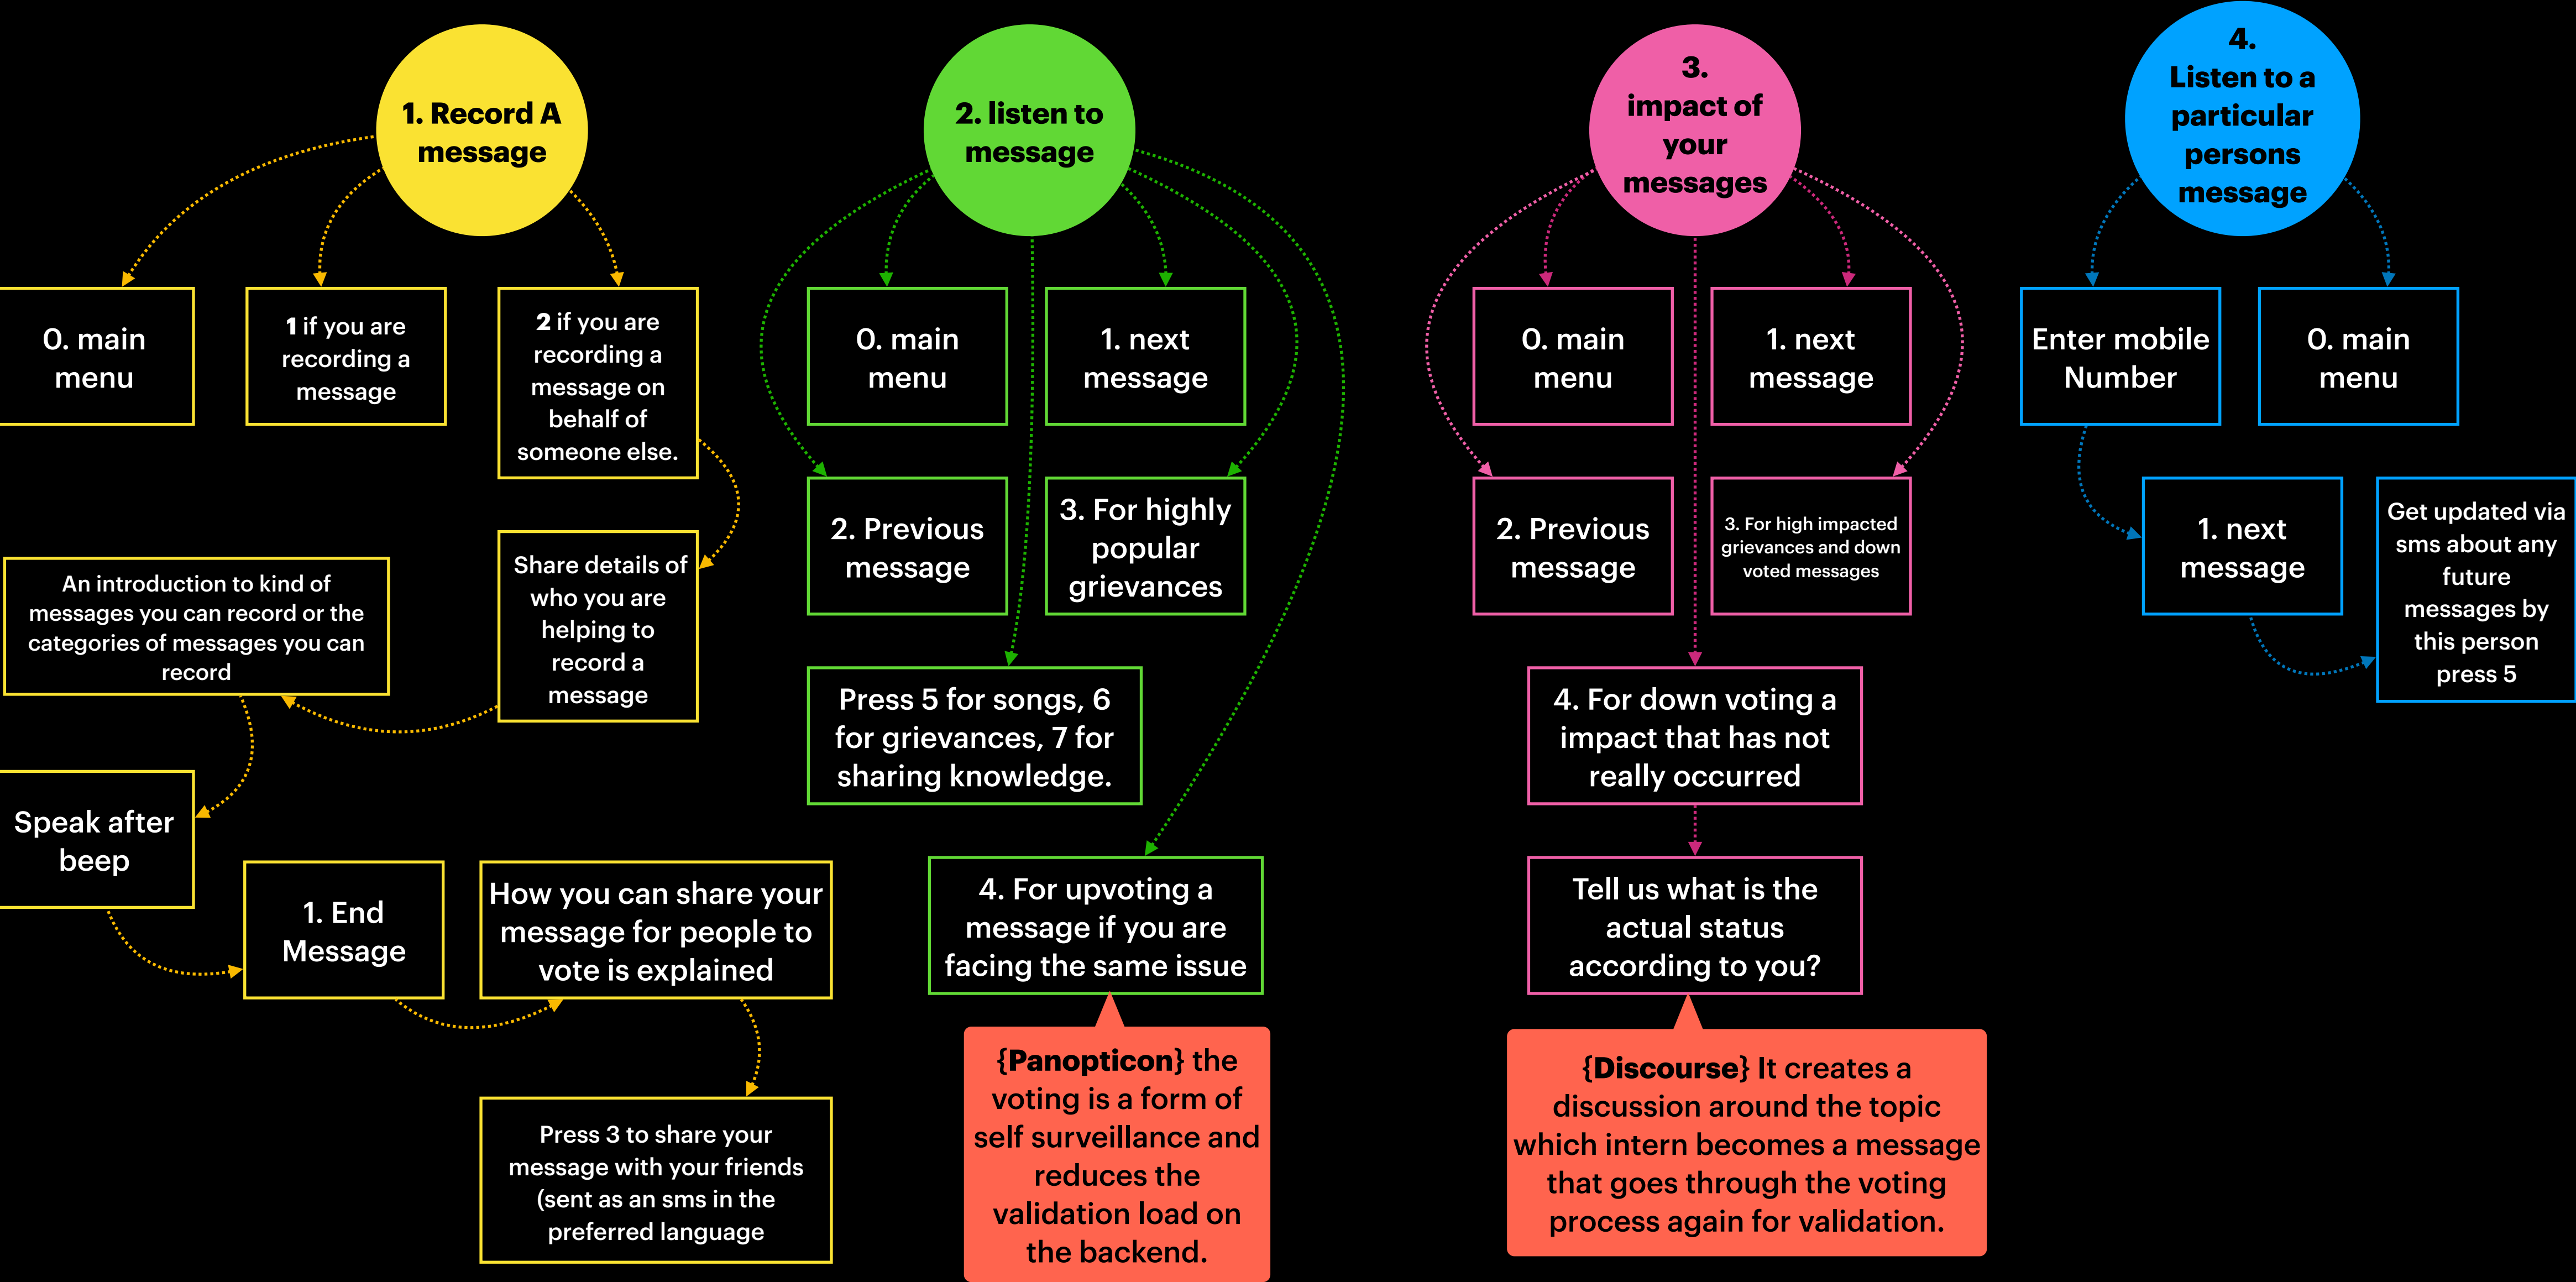 1. Record A
message
0. main
menu
1 if you are
recording a
message
2 if you are
recording a
message on
behalf of
someone else.
Share details of
who you are
helping to
record a
message
An introduction to kind of
messages you can record or the
categories of messages you can
record
Speak after
beep
1. End
Message
How you can share your
message for people to
vote is explained
Press 3 to share your
message with your friends
(sent as an sms in the
preferred language
2. listen to
message
0. main
menu
1. next
message
2. Previous
message
3. For highly
popular
grievances
Press 5 for songs, 6
for grievances, 7 for
sharing knowledge.
4. For upvoting a
message if you are
facing the same issue
{Panopticon} the
voting is a form of
self surveillance and
reduces the
validation load on
the backend.
3.
impact of
your
messages
0. main
menu
1. next
message
2. Previous
message
3. For high impacted
grievances and down
voted messages
4. For down voting a
impact that has not
really occurred
Tell us what is the
actual status
according to you?
{Discourse} It creates a
discussion around the topic
which intern becomes a message
that goes through the voting
process again for validation.
4.
Listen to a
particular
persons
message
Enter mobile
Number
0. main
menu
1. next
message
Get updated via
sms about any
future
messages by
this person
press 5